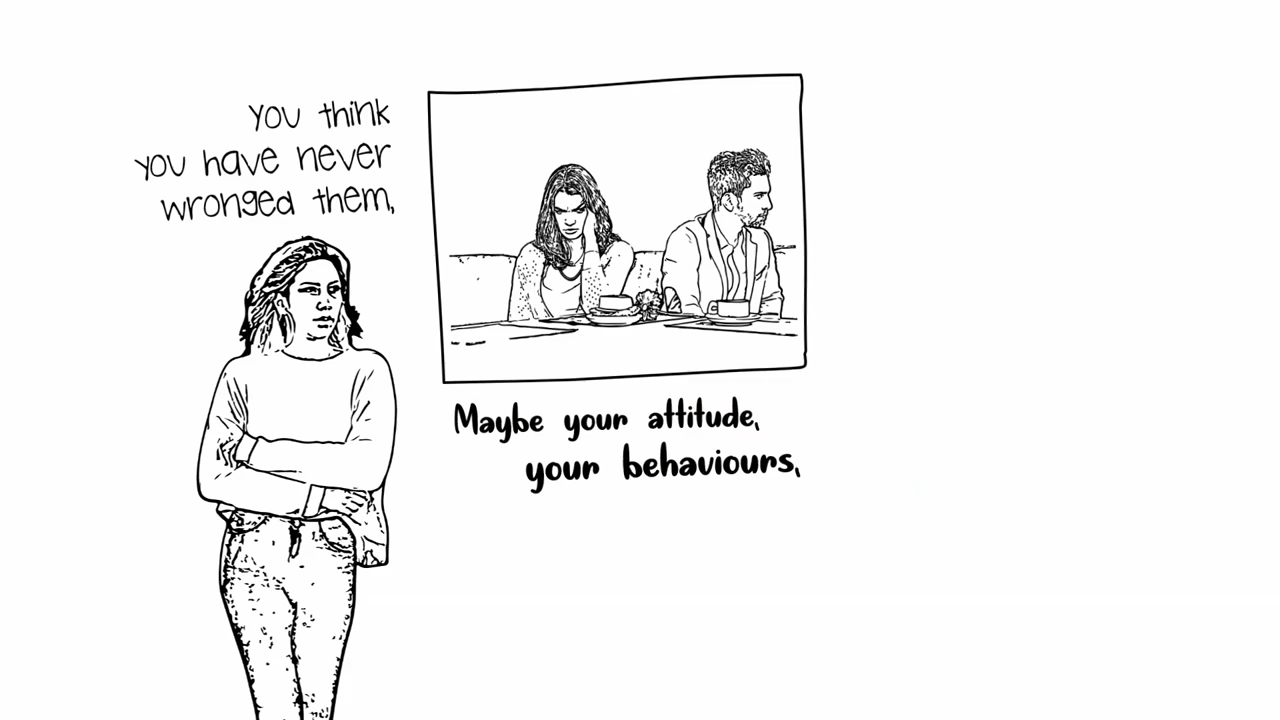 you think
you have never
wronged them,
Maybe your attitude,
your behaviours,